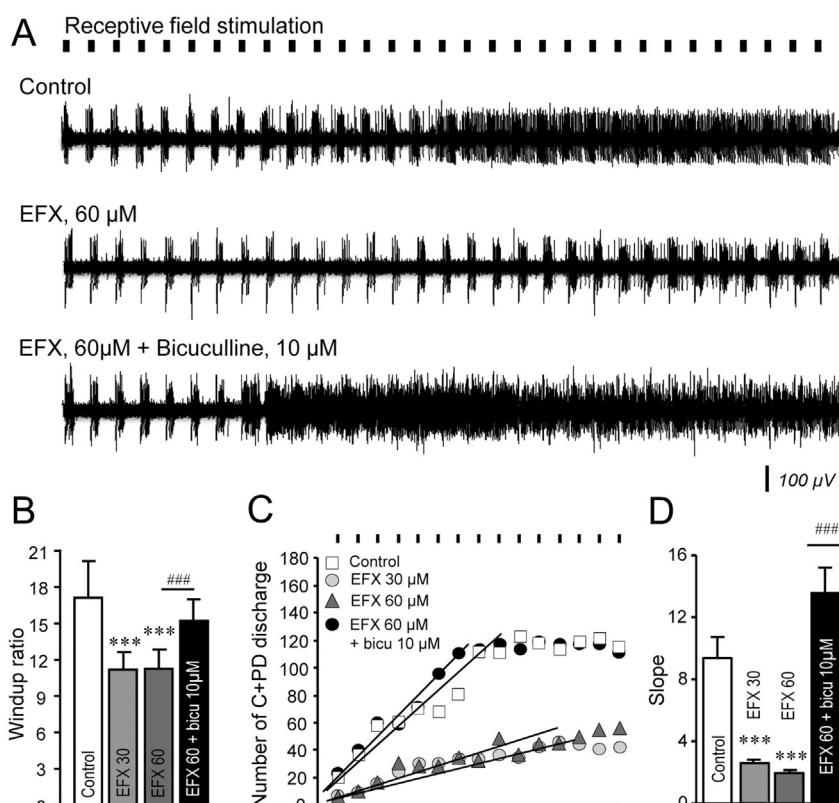 A
Receptive field stimulation
Control
EFX, 60 µM
EFX, 60µM + Bicuculline, 10 µM
100 µV
B
Windup ratio
21
18
15
12
9
6
3
0
Control
EFX 30
EFX 60
EFX 60 + bicu 10µM
***
***
###
C
Number of C+PD discharge
180
160
140
120
100
80
60
40
20
0
Control
EFX 30 µM
EFX 60 µM
EFX 60 µM
+ bicu 10 µM
D
Slope
16
12
8
4
0
Control
EFX 30
EFX 60
EFX 60 + bicu 10µM
***
***
###